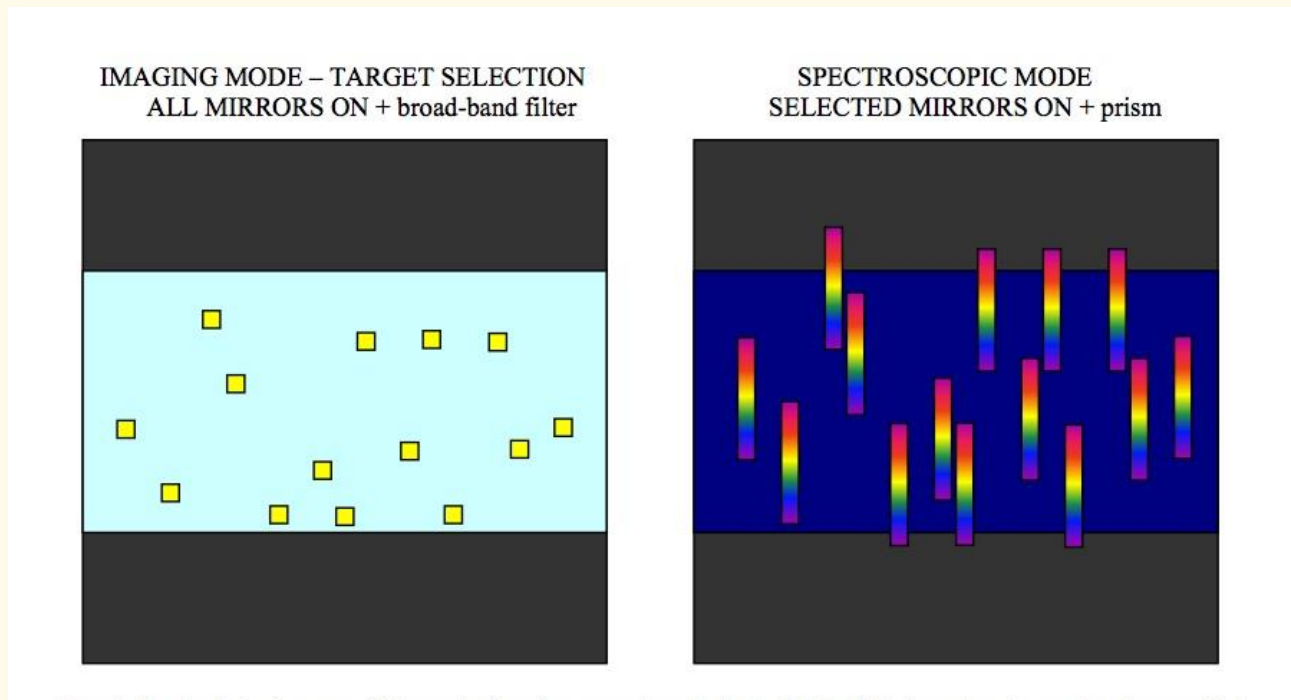 IMAGING MODE – TARGET SELECTION
ALL MIRRORS ON + broad-band filter
SPECTROSCOPIC MODE
SELECTED MIRRORS ON + prism